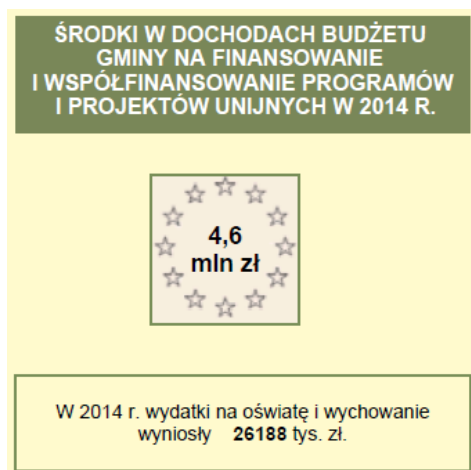 ŚRODKI W DOCHODACH BUDŻETU
GMINY NA FINANSOWANIE
I WSPÓŁFINANSOWANIE PROGRAMÓW
I PROJEKTÓW UNIJNYCH W 2014 R.
4,6
mln zł
W 2014 r. wydatki na oświatę i wychowanie
wyniosły 26188 tys. zł.